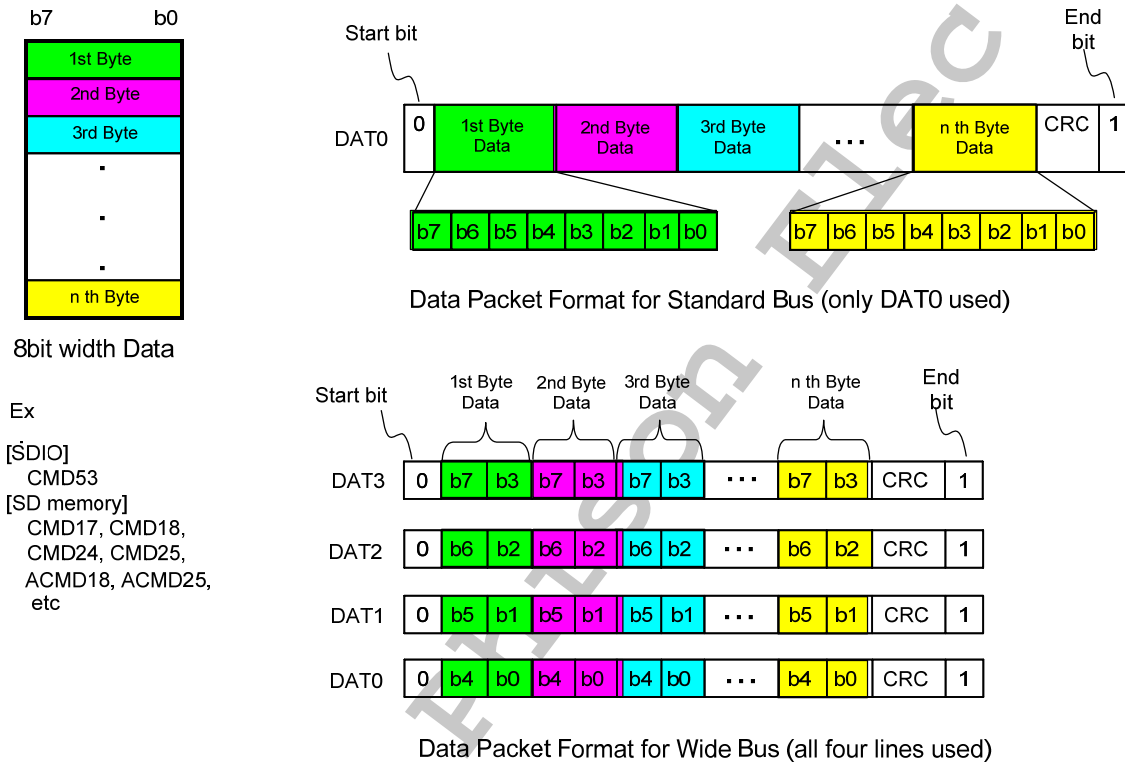 b7 b0
1st Byte
2nd Byte
3rd Byte
.
.
.
n th Byte
8bit width Data
Ex
[SDIO]
CMD53
[SD memory]
CMD17, CMD18,
CMD24, CMD25,
ACMD18, ACMD25,
etc
Start bit
End
bit
DAT0 0 1st Byte Data 2nd Byte Data 3rd Byte Data ... n th Byte Data CRC 1
b7 b6 b5 b4 b3 b2 b1 b0
b7 b6 b5 b4 b3 b2 b1 b0
Data Packet Format for Standard Bus (only DAT0 used)
Start bit
1st Byte Data
2nd Byte Data
3rd Byte Data
n th Byte Data
End
bit
DAT3 0 b7 b3 b7 b3 b7 b3 ... b7 b3 CRC 1
DAT2 0 b6 b2 b6 b2 b6 b2 ... b6 b2 CRC 1
DAT1 0 b5 b1 b5 b1 b5 b1 ... b5 b1 CRC 1
DAT0 0 b4 b0 b4 b0 b4 b0 ... b4 b0 CRC 1
Data Packet Format for Wide Bus (all four lines used)
Phison Elec